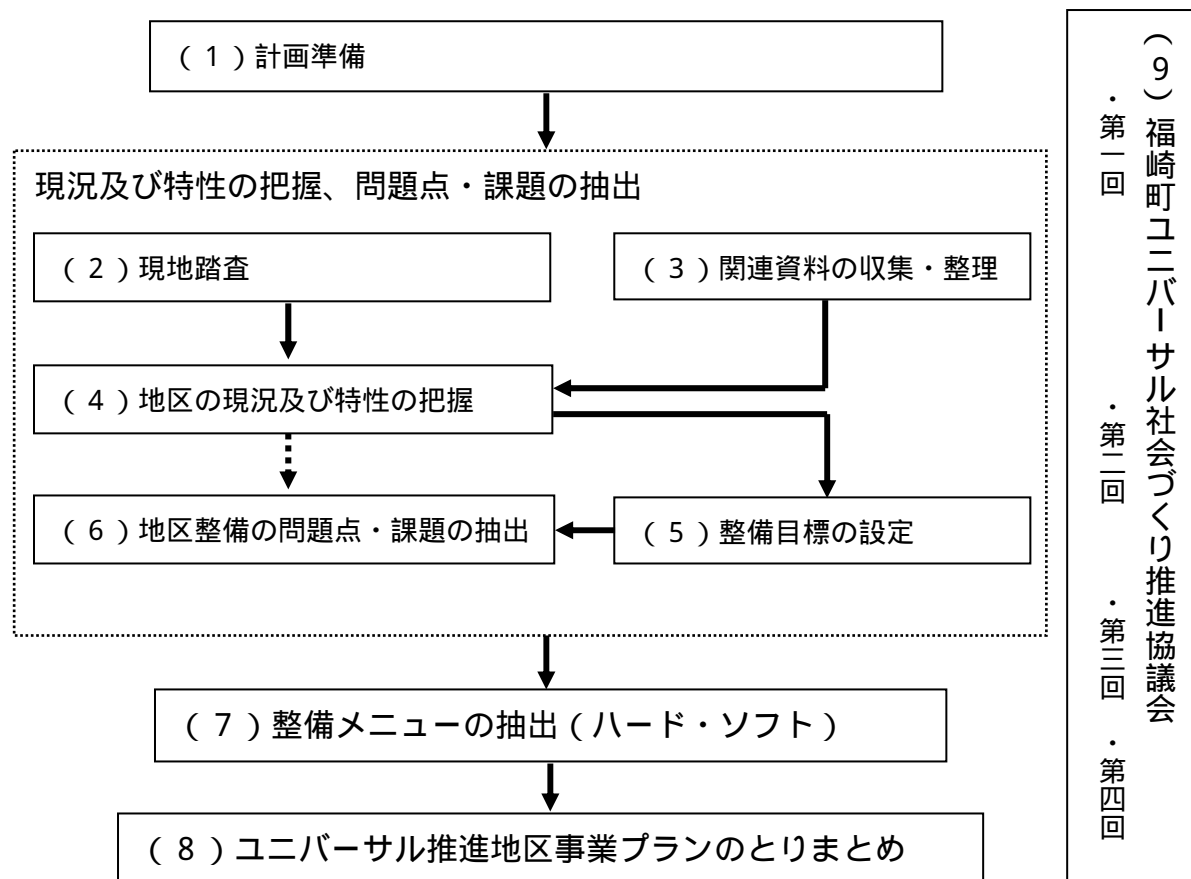 （１）計画準備
現況及び特性の把握、問題点・課題の抽出
（２）現地踏査
（３）関連資料の収集・整理
（４）地区の現況及び特性の把握
（６）地区整備の問題点・課題の抽出
（５）整備目標の設定
（７）整備メニューの抽出（ハード・ソフト）
（８）ユニバーサル推進地区事業プランのとりまとめ
（９）福崎町ユニバーサル社会づくり推進協議会
・第一回
・第二回
・第三回
・第四回